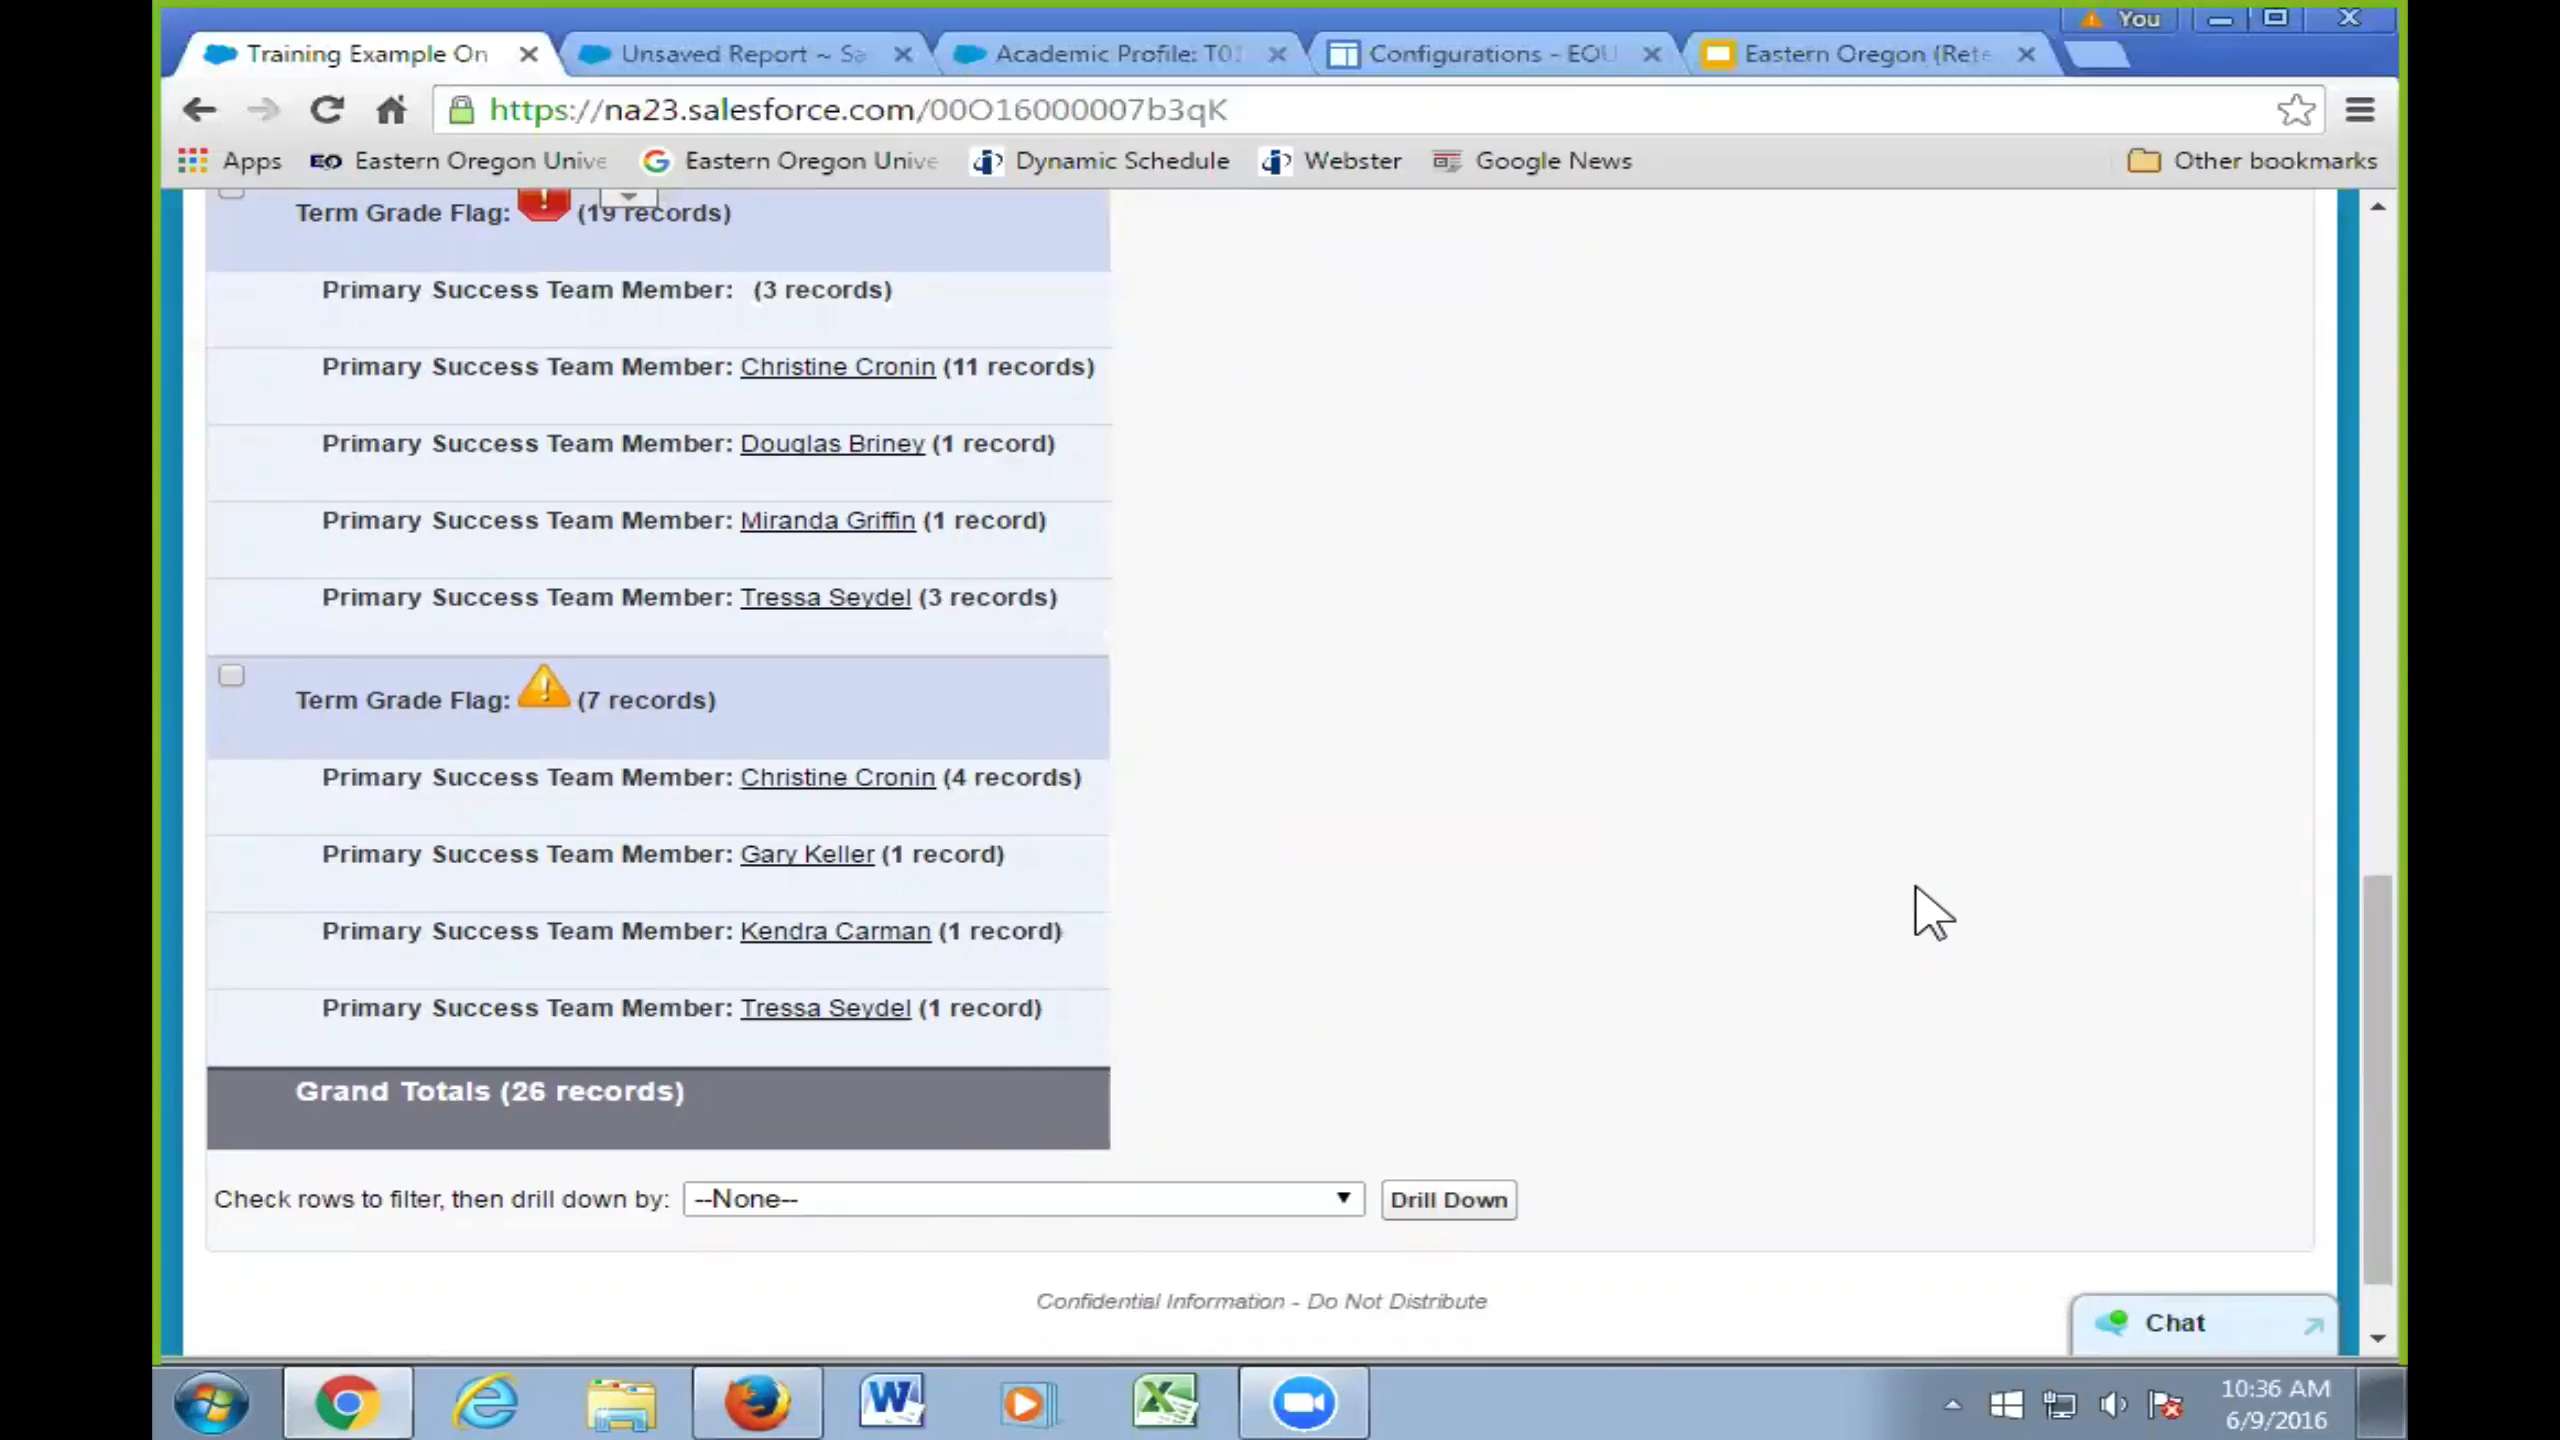 You
Training Example On
Unsaved Report ~ Sa
Academic Profile: T01
Configurations - EOU
Eastern Oregon (Rete
https://na23.salesforce.com/00O16000007b3qK
Apps
Eastern Oregon Unive
Eastern Oregon Unive
Dynamic Schedule
Webster
Google News
Other bookmarks
Term Grade Flag: (19 records)
Primary Success Team Member: (3 records)
Primary Success Team Member: Christine Cronin (11 records)
Primary Success Team Member: Douglas Briney (1 record)
Primary Success Team Member: Miranda Griffin (1 record)
Primary Success Team Member: Tressa Seydel (3 records)
Term Grade Flag: (7 records)
Primary Success Team Member: Christine Cronin (4 records)
Primary Success Team Member: Gary Keller (1 record)
Primary Success Team Member: Kendra Carman (1 record)
Primary Success Team Member: Tressa Seydel (1 record)
Grand Totals (26 records)
Check rows to filter, then drill down by: --None-- Drill Down
Confidential Information - Do Not Distribute
Chat
10:36 AM
6/9/2016